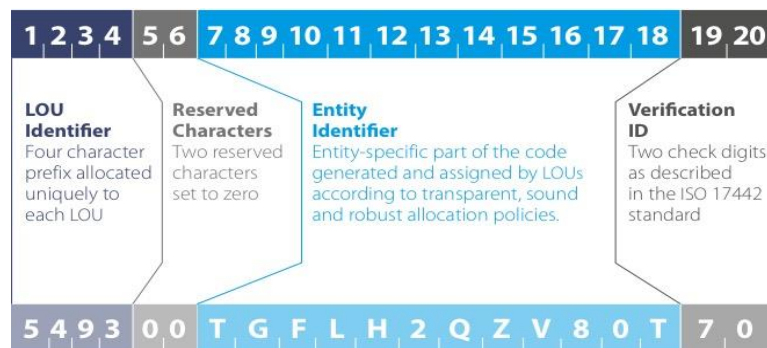 1 2 3 4 5 6 7 8 9 10 11 12 13 14 15 16 17 18 19 20
LOU
Identifier
Four character
prefix allocated
uniquely to
each LOU
Reserved
Characters
Two reserved
characters
set to zero
Entity
Identifier
Entity-specific part of the code
generated and assigned by LOUs
according to transparent, sound
and robust allocation policies.
Verification
ID
Two check digits
as described
in the ISO 17442
standard
5 4 9 3 0 0 T G F L H 2 Q Z V 8 0 T 7 0